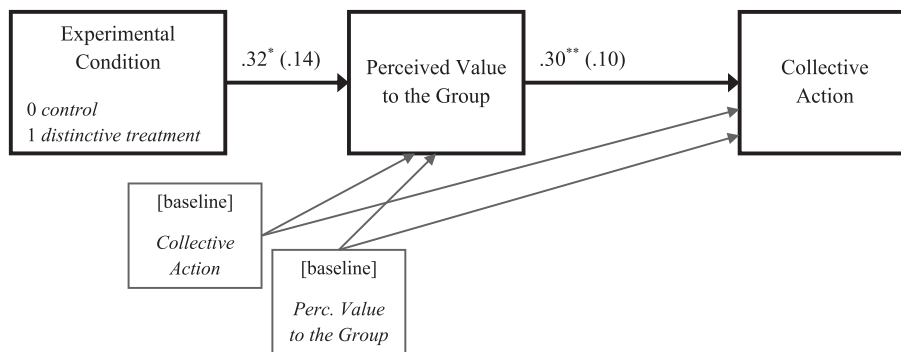 Experimental
Condition
0 control
1 distinctive treatment
.32* (.14)
Perceived Value
to the Group
.30** (.10)
Collective
Action
[baseline]
Collective
Action
[baseline]
Perc. Value
to the Group